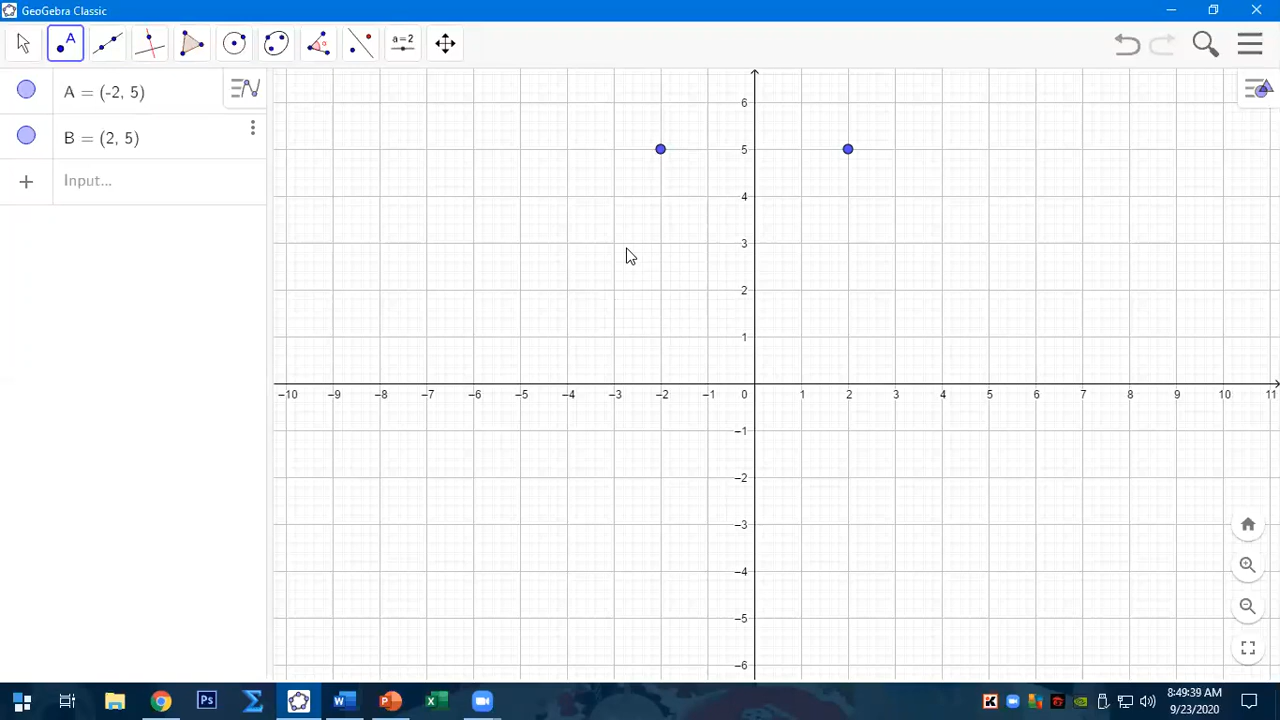 GeoGebra Classic
A
a=2
A = (-2, 5)
B = (2, 5)
+ Input...
6
5
4
3
2
1
−10 −9 −8 −7 −6 −5 −4 −3 −2 −1 0 1 2 3 4 5 6 7 8 9 10 11
−1
−2
−3
−4
−5
−6
Ps W P X K
8:49:39 AM
9/23/2020